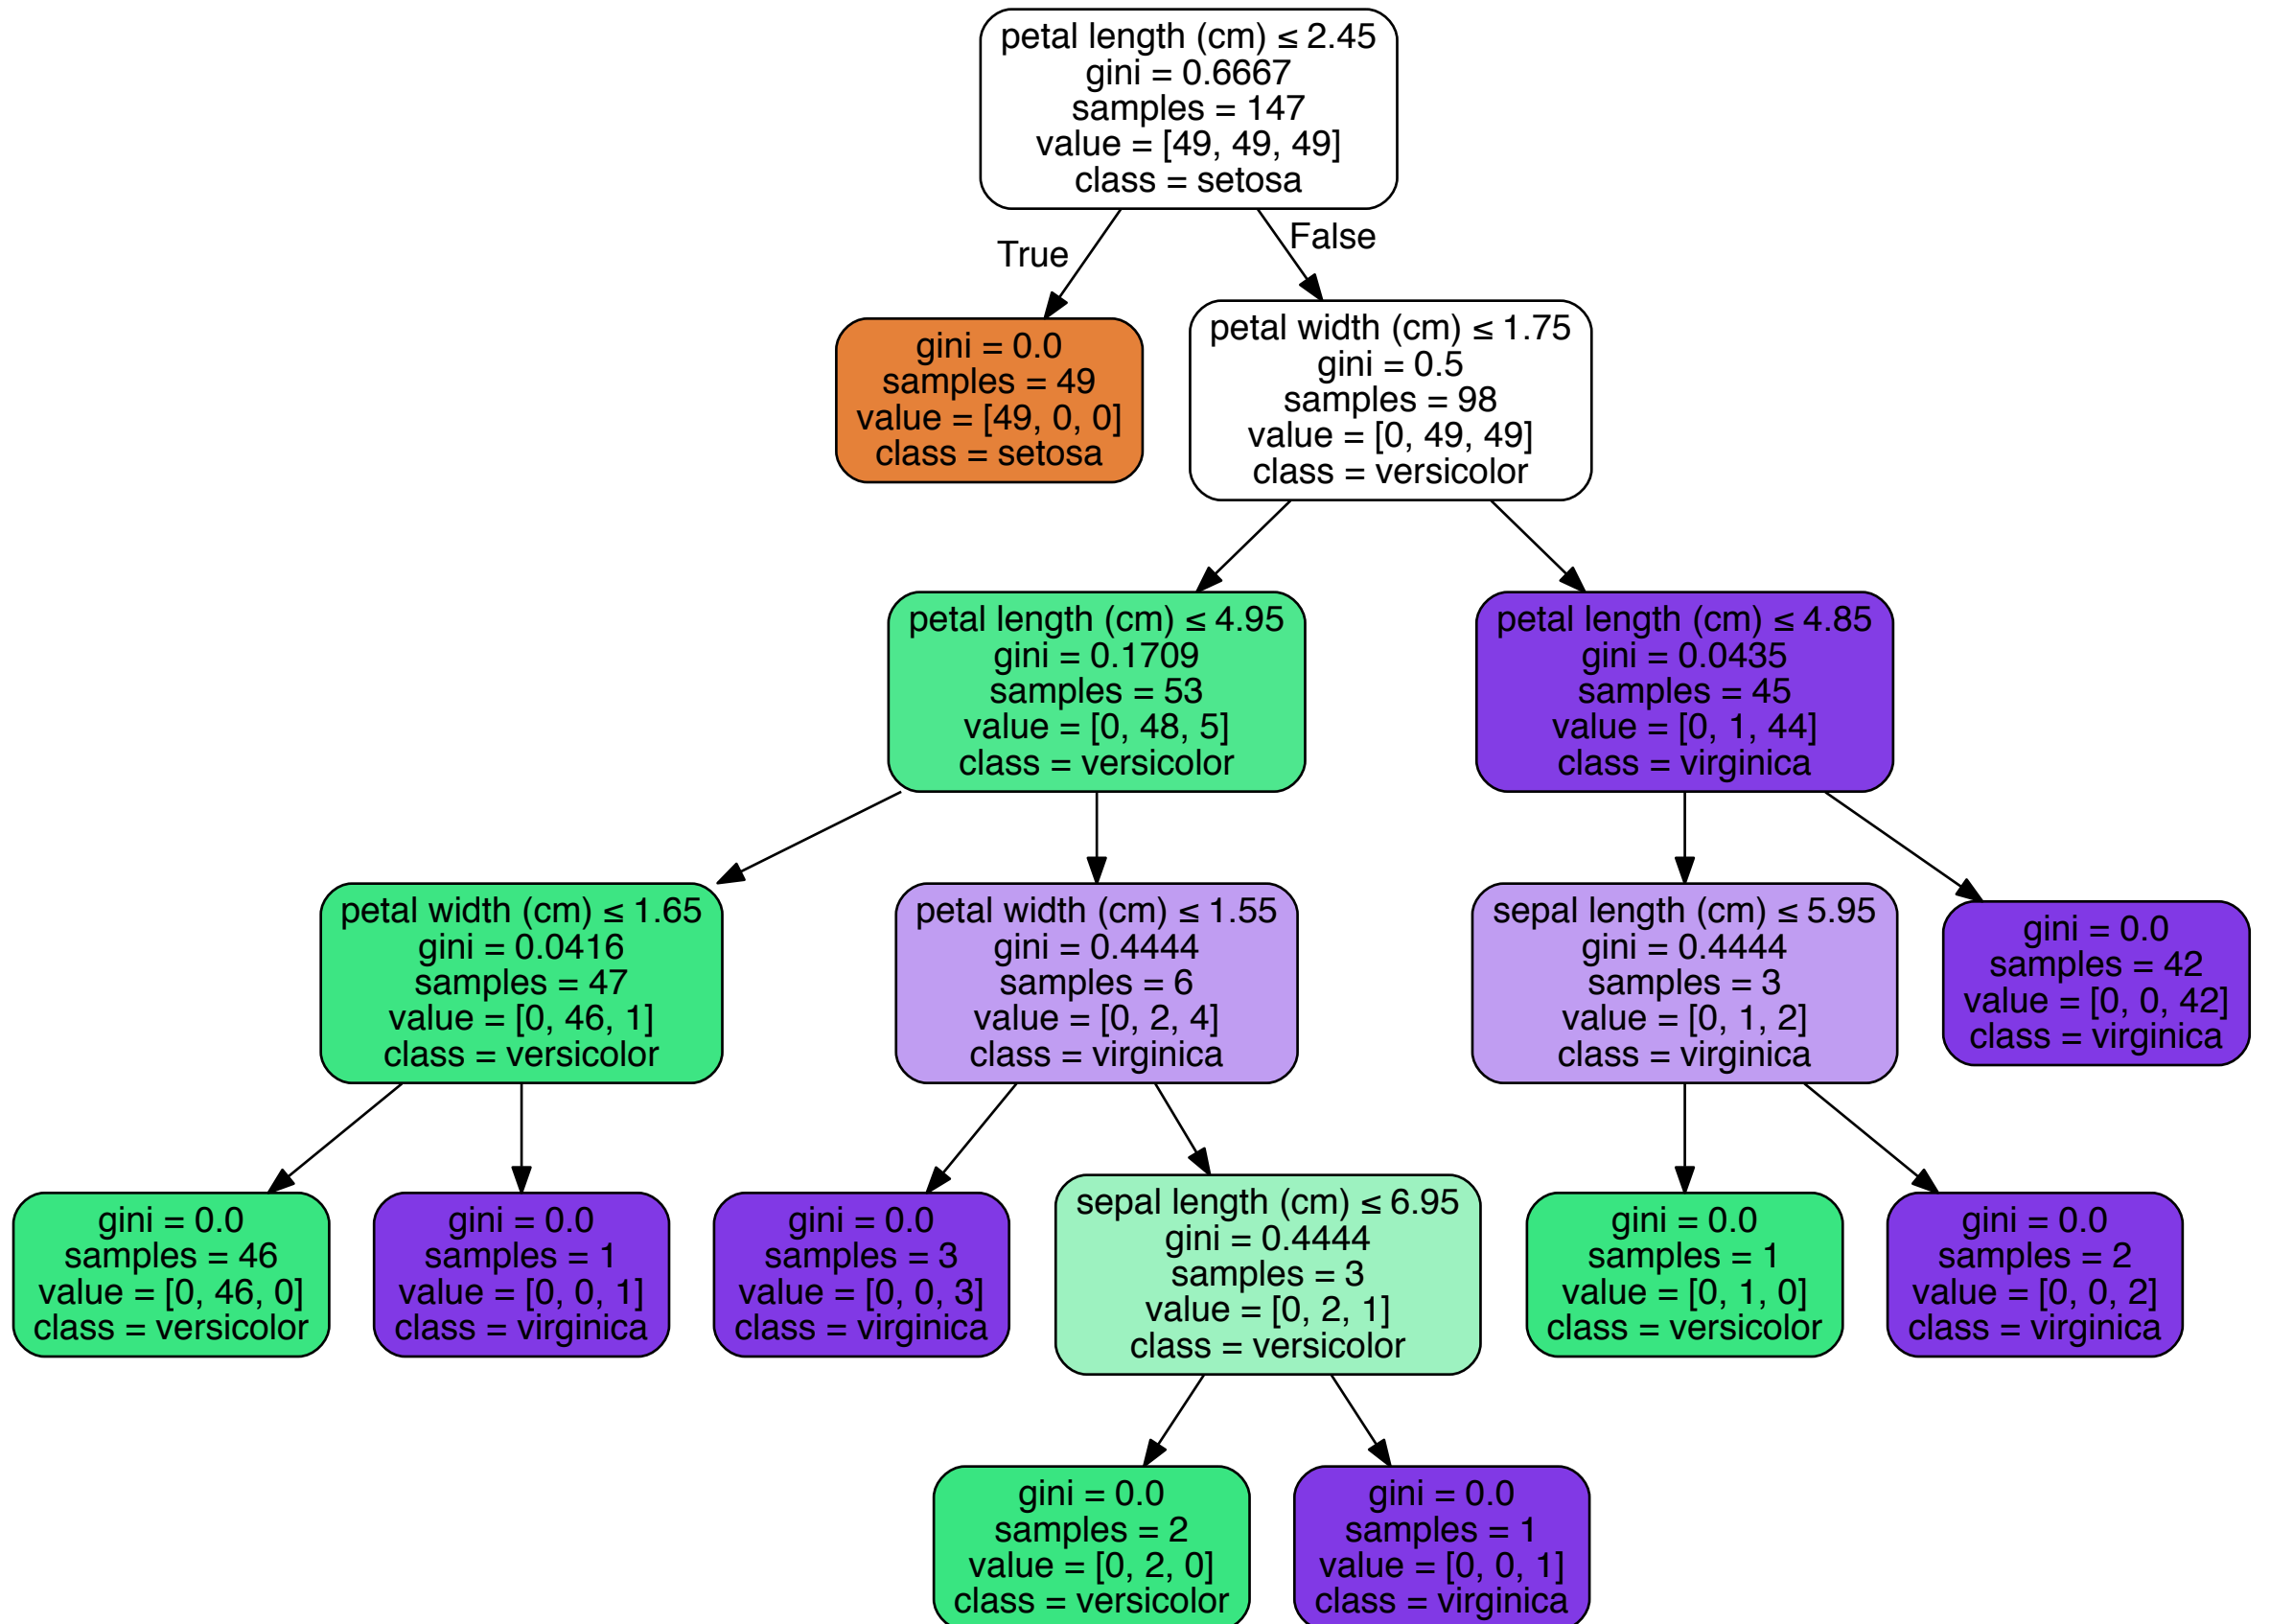 petal length (cm) ≤ 2.45
gini = 0.6667
samples = 147
value = [49, 49, 49]
class = setosa
True
False
gini = 0.0
samples = 49
value = [49, 0, 0]
class = setosa
petal width (cm) ≤ 1.75
gini = 0.5
samples = 98
value = [0, 49, 49]
class = versicolor
petal length (cm) ≤ 4.95
gini = 0.1709
samples = 53
value = [0, 48, 5]
class = versicolor
petal length (cm) ≤ 4.85
gini = 0.0435
samples = 45
value = [0, 1, 44]
class = virginica
petal width (cm) ≤ 1.65
gini = 0.0416
samples = 47
value = [0, 46, 1]
class = versicolor
petal width (cm) ≤ 1.55
gini = 0.4444
samples = 6
value = [0, 2, 4]
class = virginica
sepal length (cm) ≤ 5.95
gini = 0.4444
samples = 3
value = [0, 1, 2]
class = virginica
gini = 0.0
samples = 42
value = [0, 0, 42]
class = virginica
gini = 0.0
samples = 46
value = [0, 46, 0]
class = versicolor
gini = 0.0
samples = 1
value = [0, 0, 1]
class = virginica
gini = 0.0
samples = 3
value = [0, 0, 3]
class = virginica
sepal length (cm) ≤ 6.95
gini = 0.4444
samples = 3
value = [0, 2, 1]
class = versicolor
gini = 0.0
samples = 1
value = [0, 1, 0]
class = versicolor
gini = 0.0
samples = 2
value = [0, 0, 2]
class = virginica
gini = 0.0
samples = 2
value = [0, 2, 0]
class = versicolor
gini = 0.0
samples = 1
value = [0, 0, 1]
class = virginica